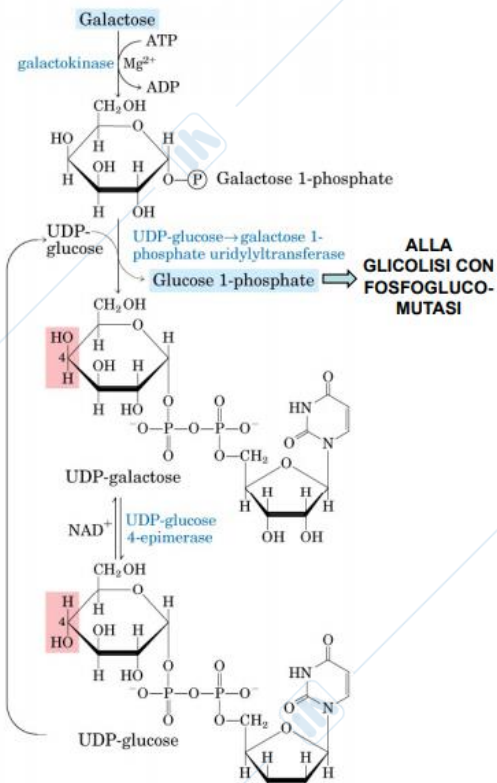 Galactose
ATP
galactokinase
Mg2+
ADP
CH2OH
O
HO
H
H
OH
H
H
O
P
Galactose 1-phosphate
H
OH
UDP-
glucose
UDP-glucose→galactose 1-
phosphate uridylyltransferase
Glucose 1-phosphate
ALLA
GLICOLISI CON
FOSFOGLUCO-
MUTASI
CH2OH
O
HO
H
H
4
OH
H
H
H
HO
O
O
O
-O—P—O—P—O-
O
O—CH2
O
HN
O
N
O
H
H
H
H
OH
OH
UDP-galactose
NAD+
UDP-glucose
4-epimerase
CH2OH
O
H
H
H
4
OH
H
HO
H
HO
O
O
O
-O—P—O—P—O-
O
O—CH2
O
HN
O
N
O
H
H
H
H
UDP-glucose